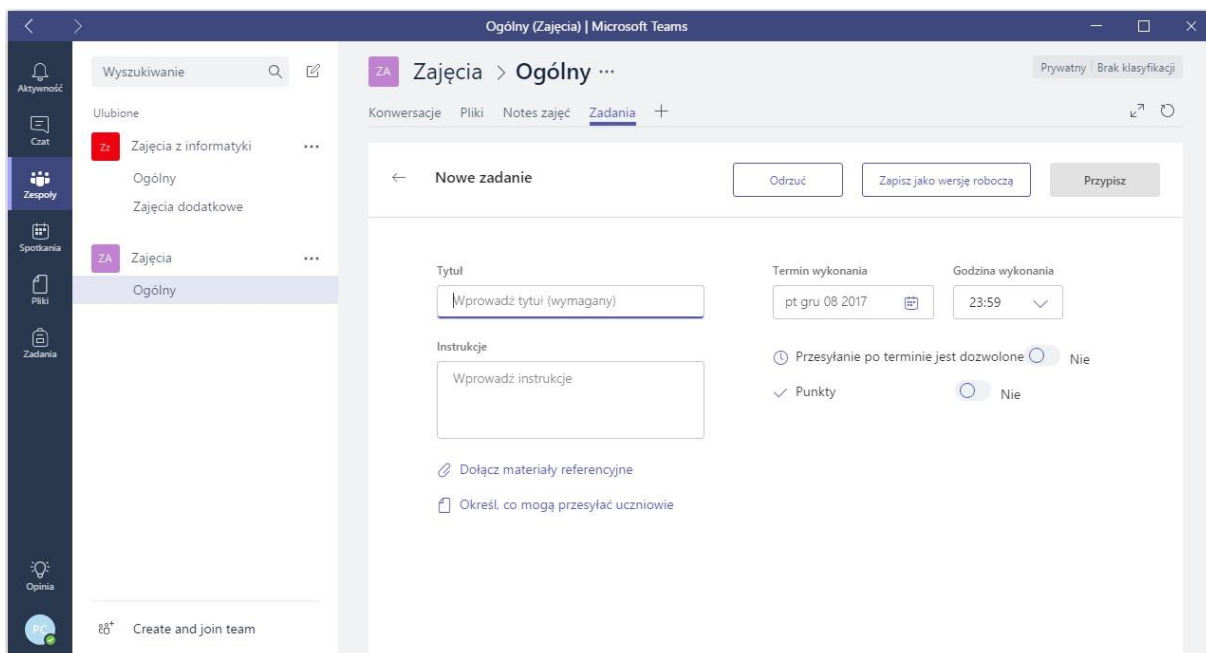 Ogólny (Zajęcia) | Microsoft Teams
Aktywność
Czat
Zespoły
Spotkania
Pliki
Zadania
Opinia
PC
Wyszukiwanie
Ulubione
Zz Zajęcia z informatyki
Ogólny
Zajęcia dodatkowe
ZA Zajęcia
Ogólny
Create and join team
ZA Zajęcia > Ogólny
Prywatny Brak klasyfikacji
Konwersacje Pliki Notes zajęć Zadania
Nowe zadanie
Odrzuć Zapisz jako wersję roboczą Przypisz
Tytuł
Wprowadź tytuł (wymagany)
Instrukcje
Wprowadź instrukcje
Dołącz materiały referencyjne
Określ, co mogą przesyłać uczniowie
Termin wykonania Godzina wykonania
pt gru 08 2017 23:59
Przesyłanie po terminie jest dozwolone Nie
Punkty Nie